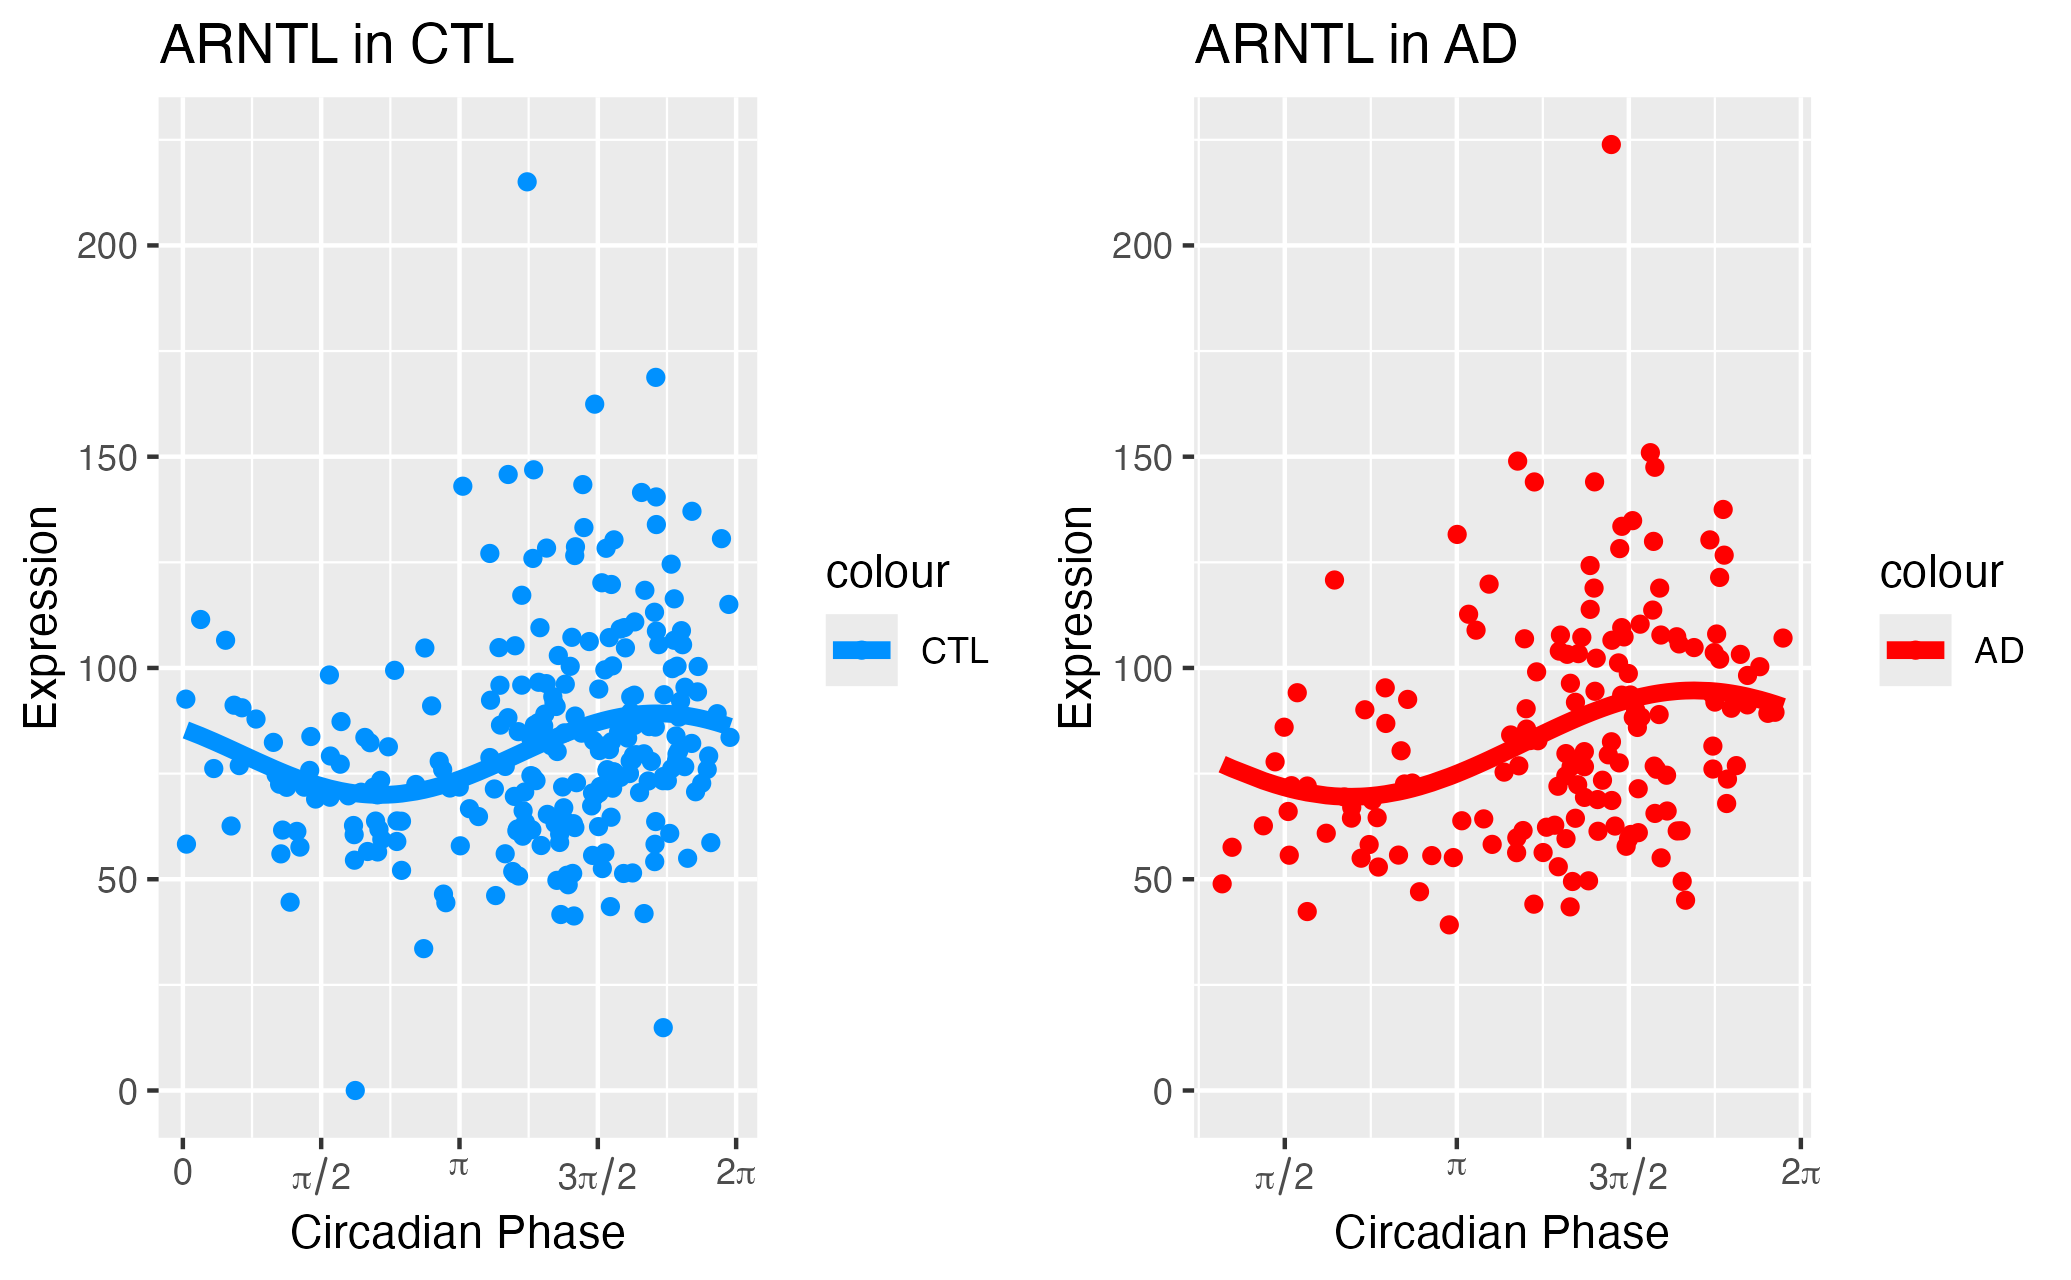 ARNTL in CTL
Expression
200
150
100
50
0
0 π/2 π 3π/2 2π
Circadian Phase
colour
CTL
ARNTL in AD
Expression
200
150
100
50
0
π/2 π 3π/2 2π
Circadian Phase
colour
AD